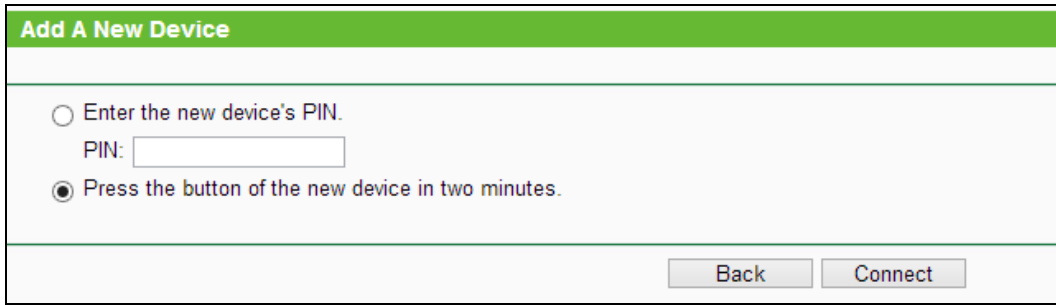 Add A New Device
Enter the new device's PIN.
PIN:
Press the button of the new device in two minutes.
Back Connect